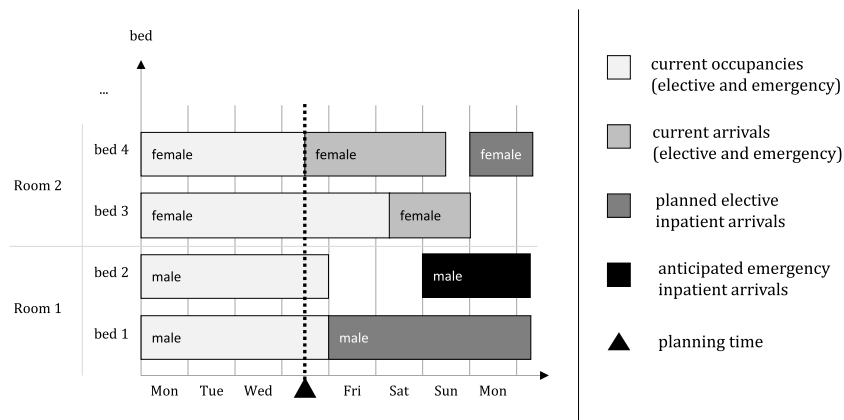 bed
...
Room 2
bed 4
female
female
female
bed 3
female
female
Room 1
bed 2
male
male
bed 1
male
male
Mon
Tue
Wed
Fri
Sat
Sun
Mon
current occupancies
(elective and emergency)
current arrivals
(elective and emergency)
planned elective
inpatient arrivals
anticipated emergency
inpatient arrivals
planning time